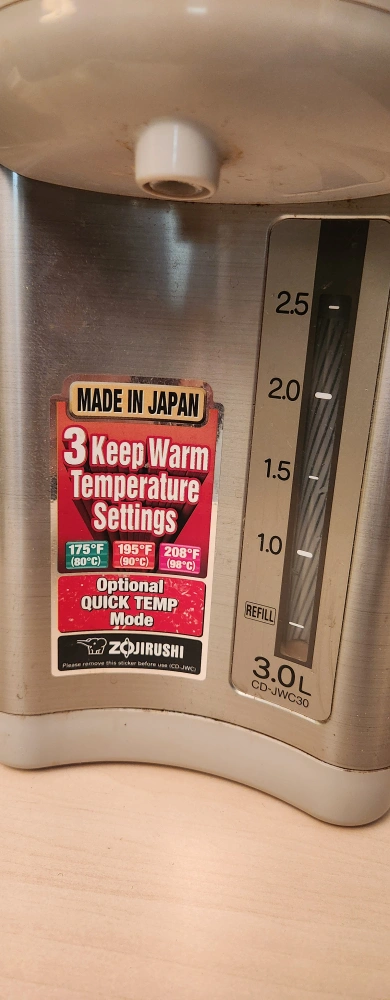 MADE IN JAPAN
3 Keep Warm
Temperature
Settings
175°F
(80°C)
195°F
(90°C)
208°F
(98°C)
Optional
QUICK TEMP
Mode
ZOJIRUSHI
Please remove this sticker before use (CD-JWC)
2.5
2.0
1.5
1.0
REFILL
3.0L
CD-JWC30